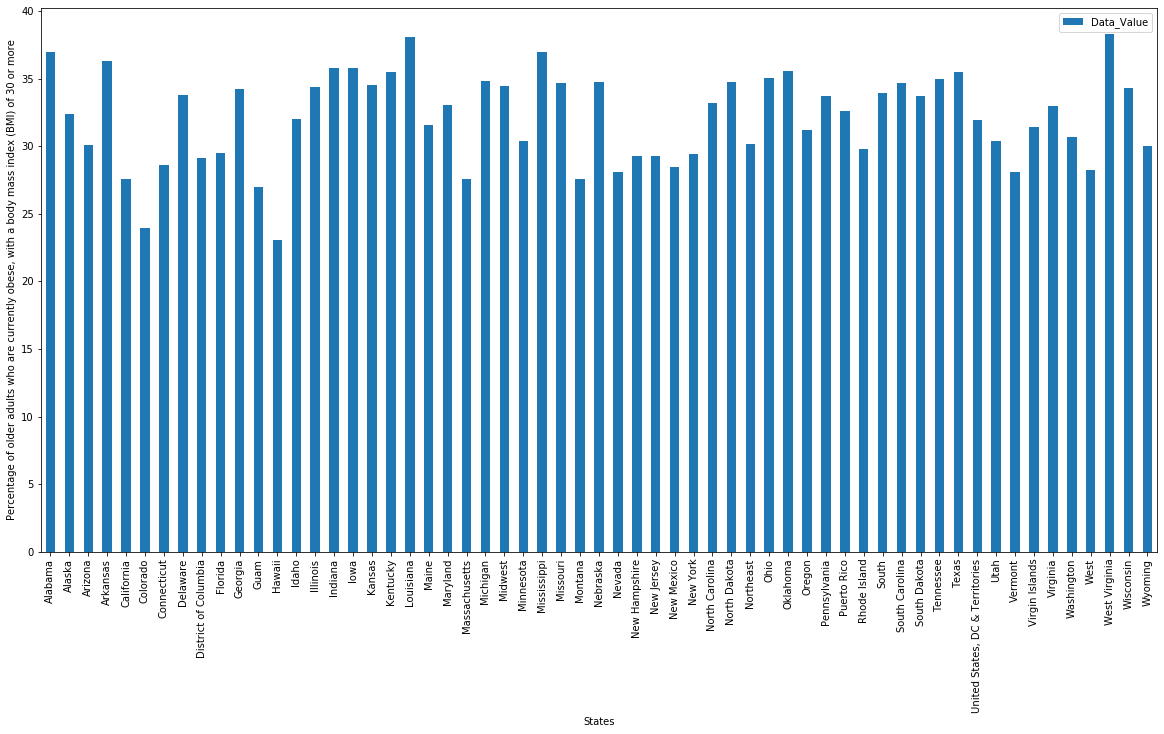 Data_Value
Percentage of older adults who are currently obese, with a body mass index (BMI) of 30 or more
40
35
30
25
20
15
10
5
0
Alabama
Alaska
Arizona
Arkansas
California
Colorado
Connecticut
Delaware
District of Columbia
Florida
Georgia
Guam
Hawaii
Idaho
Illinois
Indiana
Iowa
Kansas
Kentucky
Louisiana
Maine
Maryland
Massachusetts
Michigan
Midwest
Minnesota
Mississippi
Missouri
Montana
Nebraska
Nevada
New Hampshire
New Jersey
New Mexico
New York
North Carolina
North Dakota
Northeast
Ohio
Oklahoma
Oregon
Pennsylvania
Puerto Rico
Rhode Island
South
South Carolina
South Dakota
Tennessee
Texas
United States, DC & Territories
Utah
Vermont
Virgin Islands
Virginia
Washington
West
West Virginia
Wisconsin
Wyoming
States